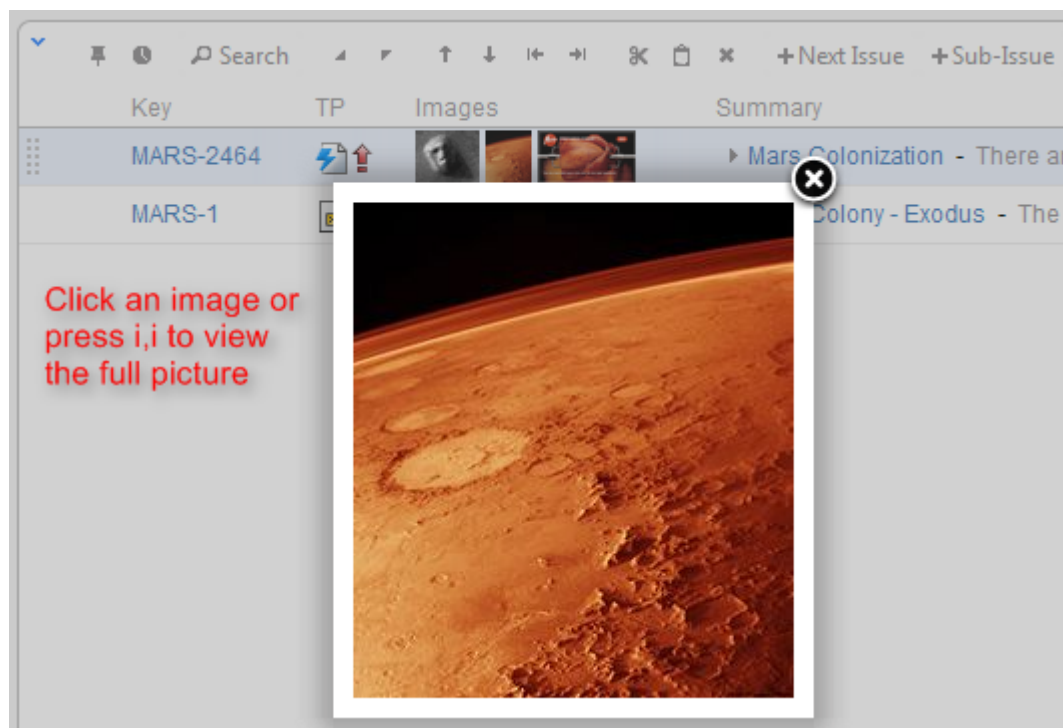 Search +Next Issue +Sub-Issue
Key TP Images Summary
MARS-2464 Mars Colonization - There
MARS-1 Colony - Exodus - The
Click an image or
press i,i to view
the full picture